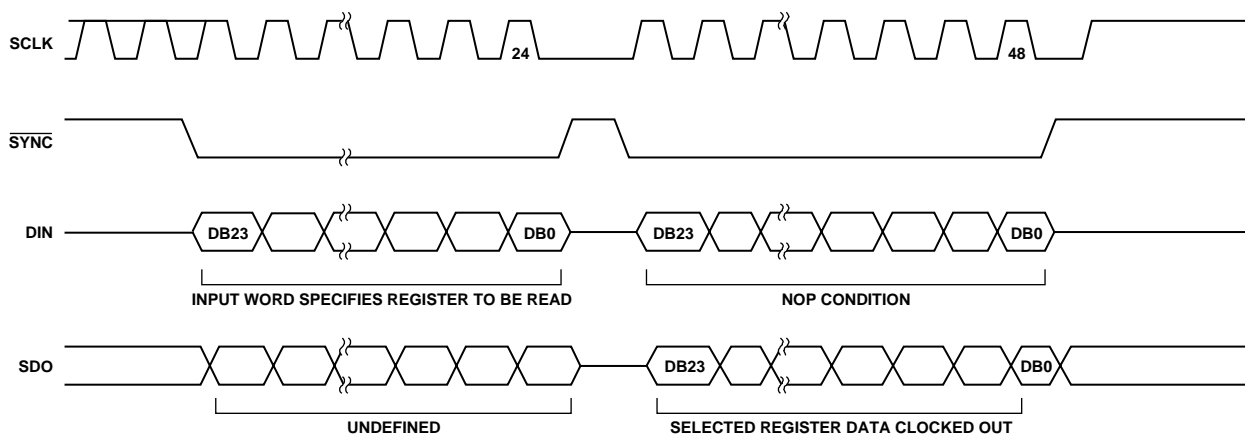 SCLK
24
48
SYNC
DIN
DB23
DB0
DB23
DB0
INPUT WORD SPECIFIES REGISTER TO BE READ
NOP CONDITION
SDO
DB23
DB0
UNDEFINED
SELECTED REGISTER DATA CLOCKED OUT